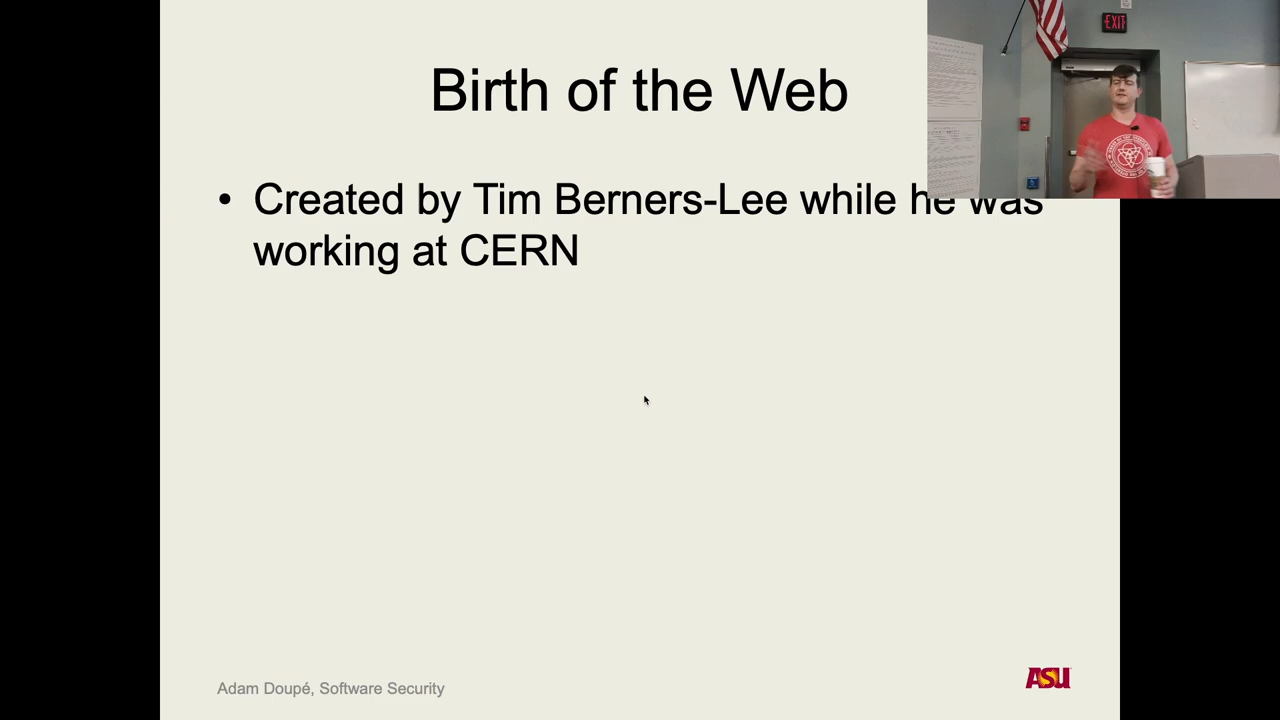 Birth of the Web
EXIT
• Created by Tim Berners-Lee while he was
working at CERN
Adam Doupé, Software Security
ASU